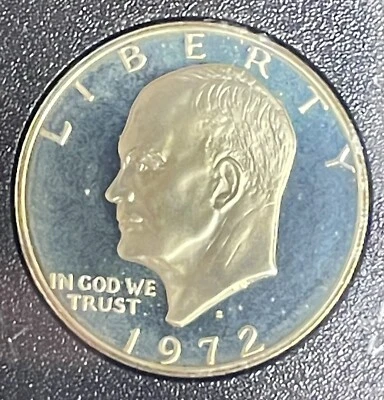 LIBERTY
IN GOD WE
TRUST
S
1972